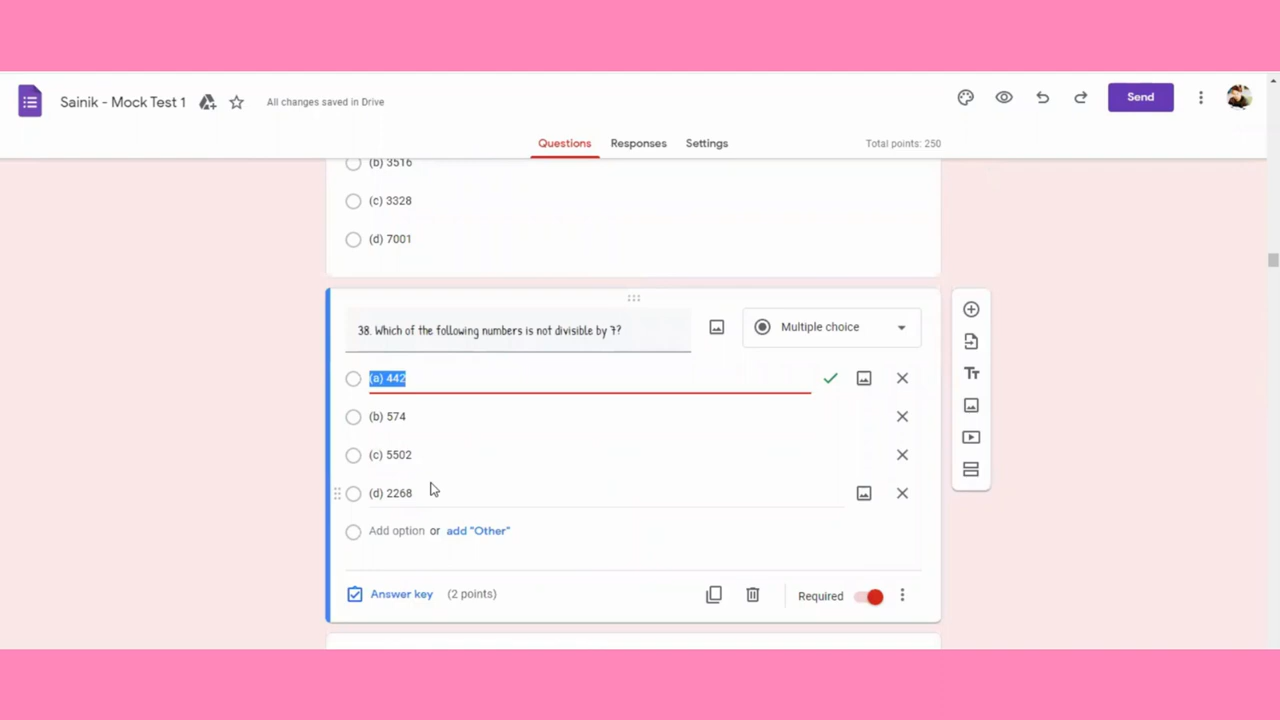 Sainik - Mock Test 1
All changes saved in Drive
Send
Questions
Responses
Settings
Total points: 250
(b) 3516
(c) 3328
(d) 7001
38. Which of the following numbers is not divisible by 7?
Multiple choice
(a) 442
(b) 574
(c) 5502
(d) 2268
Add option or add "Other"
Tт
Answer key (2 points)
Required